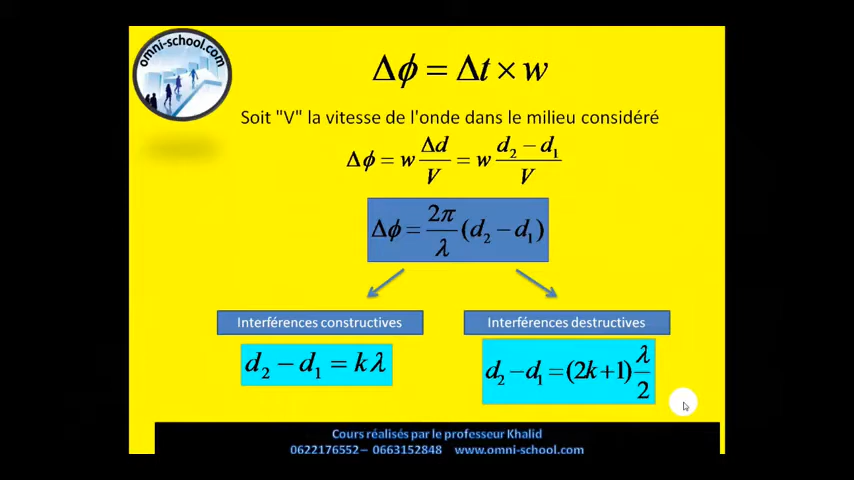 omni-school.com
Δϕ = Δt × w
Soit "V" la vitesse de l'onde dans le milieu considéré
Δϕ = w Δd/V = w (d₂ − d₁)/V
Δϕ = 2π/λ (d₂ − d₁)
Interférences constructives
Interférences destructives
d₂ − d₁ = kλ
d₂ − d₁ = (2k+1) λ/2
Cours réalisés par le professeur Khalid
0622176552– 0663152848 www.omni-school.com